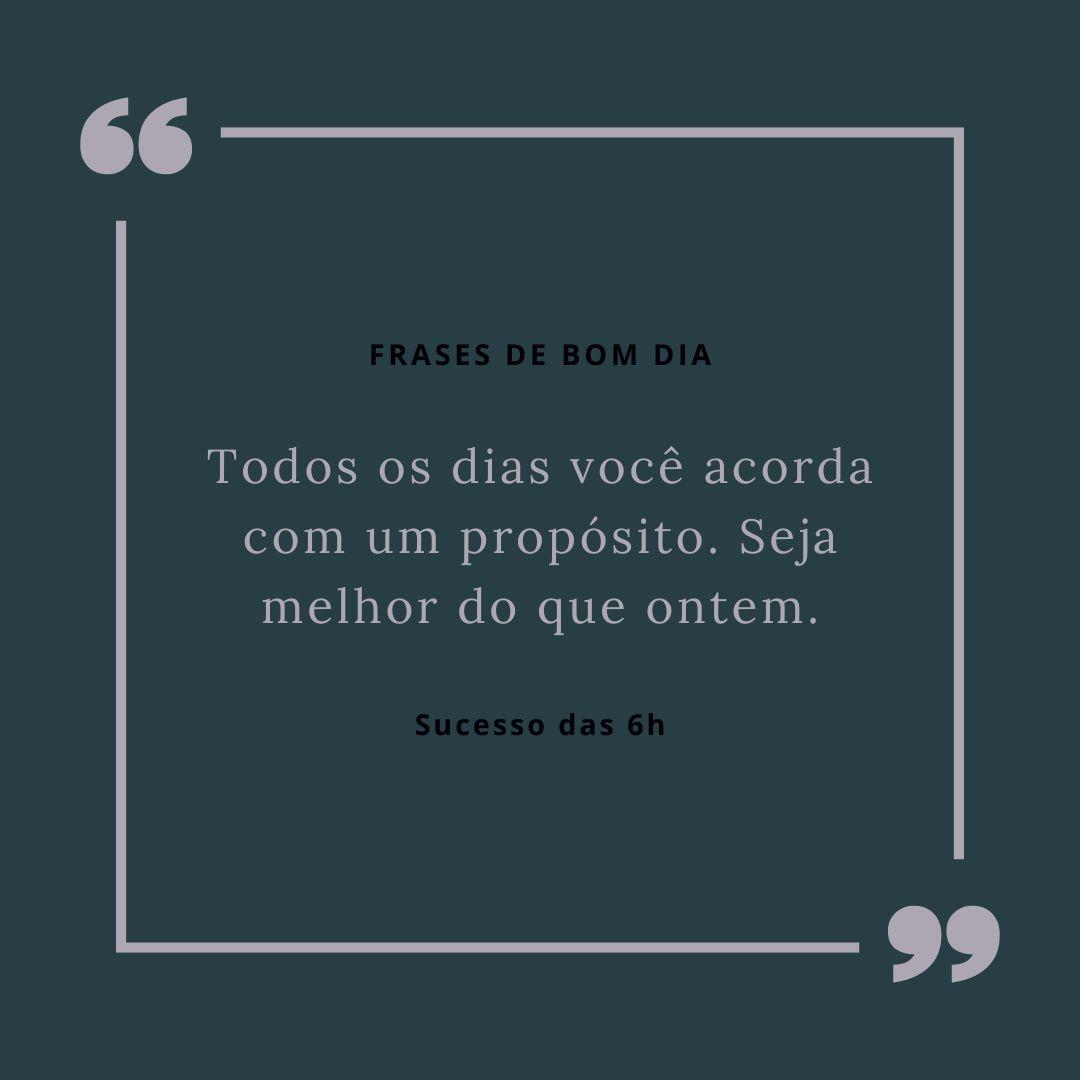 “
FRASES DE BOM DIA
Todos os dias você acorda
com um propósito. Seja
melhor do que ontem.
Sucesso das 6h
”